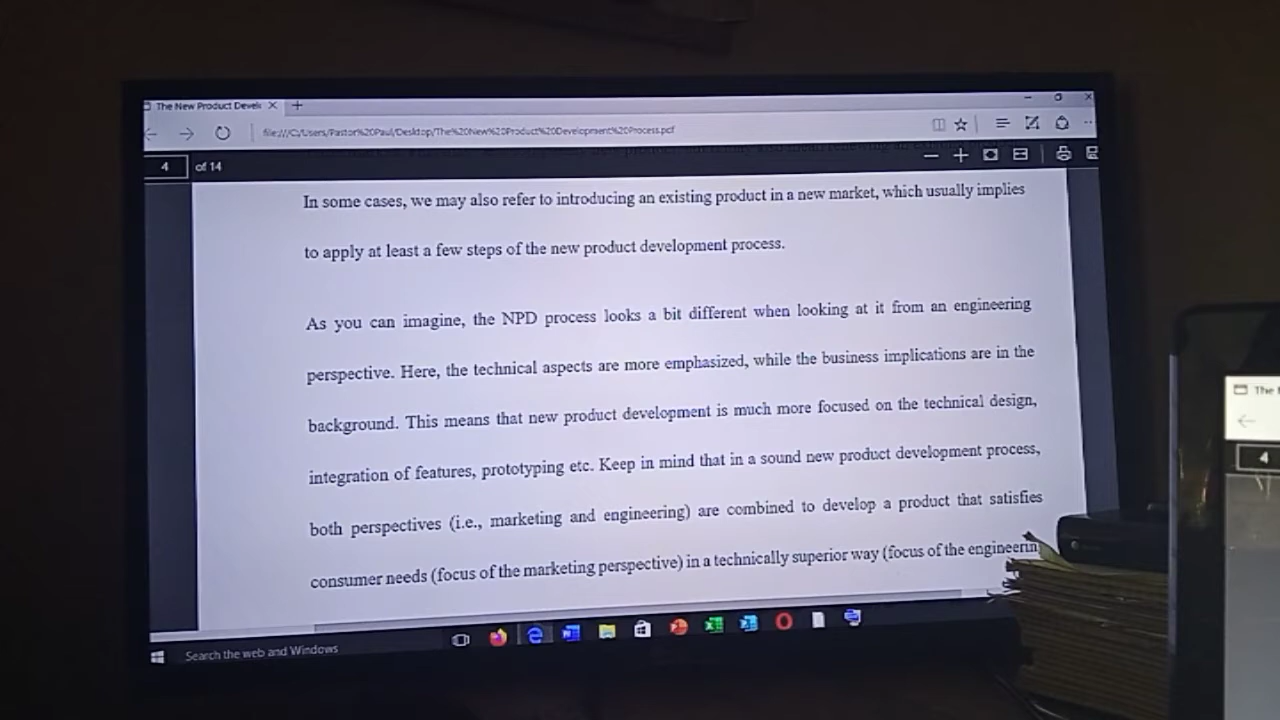 The New Product Devel
file:///C:/Users/Pastor%20Paul/Desktop/The%20New%20Product%20Development%20Process.pdf
4 of 14
In some cases, we may also refer to introducing an existing product in a new market, which usually implies
to apply at least a few steps of the new product development process.
As you can imagine, the NPD process looks a bit different when looking at it from an engineering
perspective. Here, the technical aspects are more emphasized, while the business implications are in the
background. This means that new product development is much more focused on the technical design,
integration of features, prototyping etc. Keep in mind that in a sound new product development process,
both perspectives (i.e., marketing and engineering) are combined to develop a product that satisfies
consumer needs (focus of the marketing perspective) in a technically superior way (focus of the engineerin
Search the web and Windows
The
4